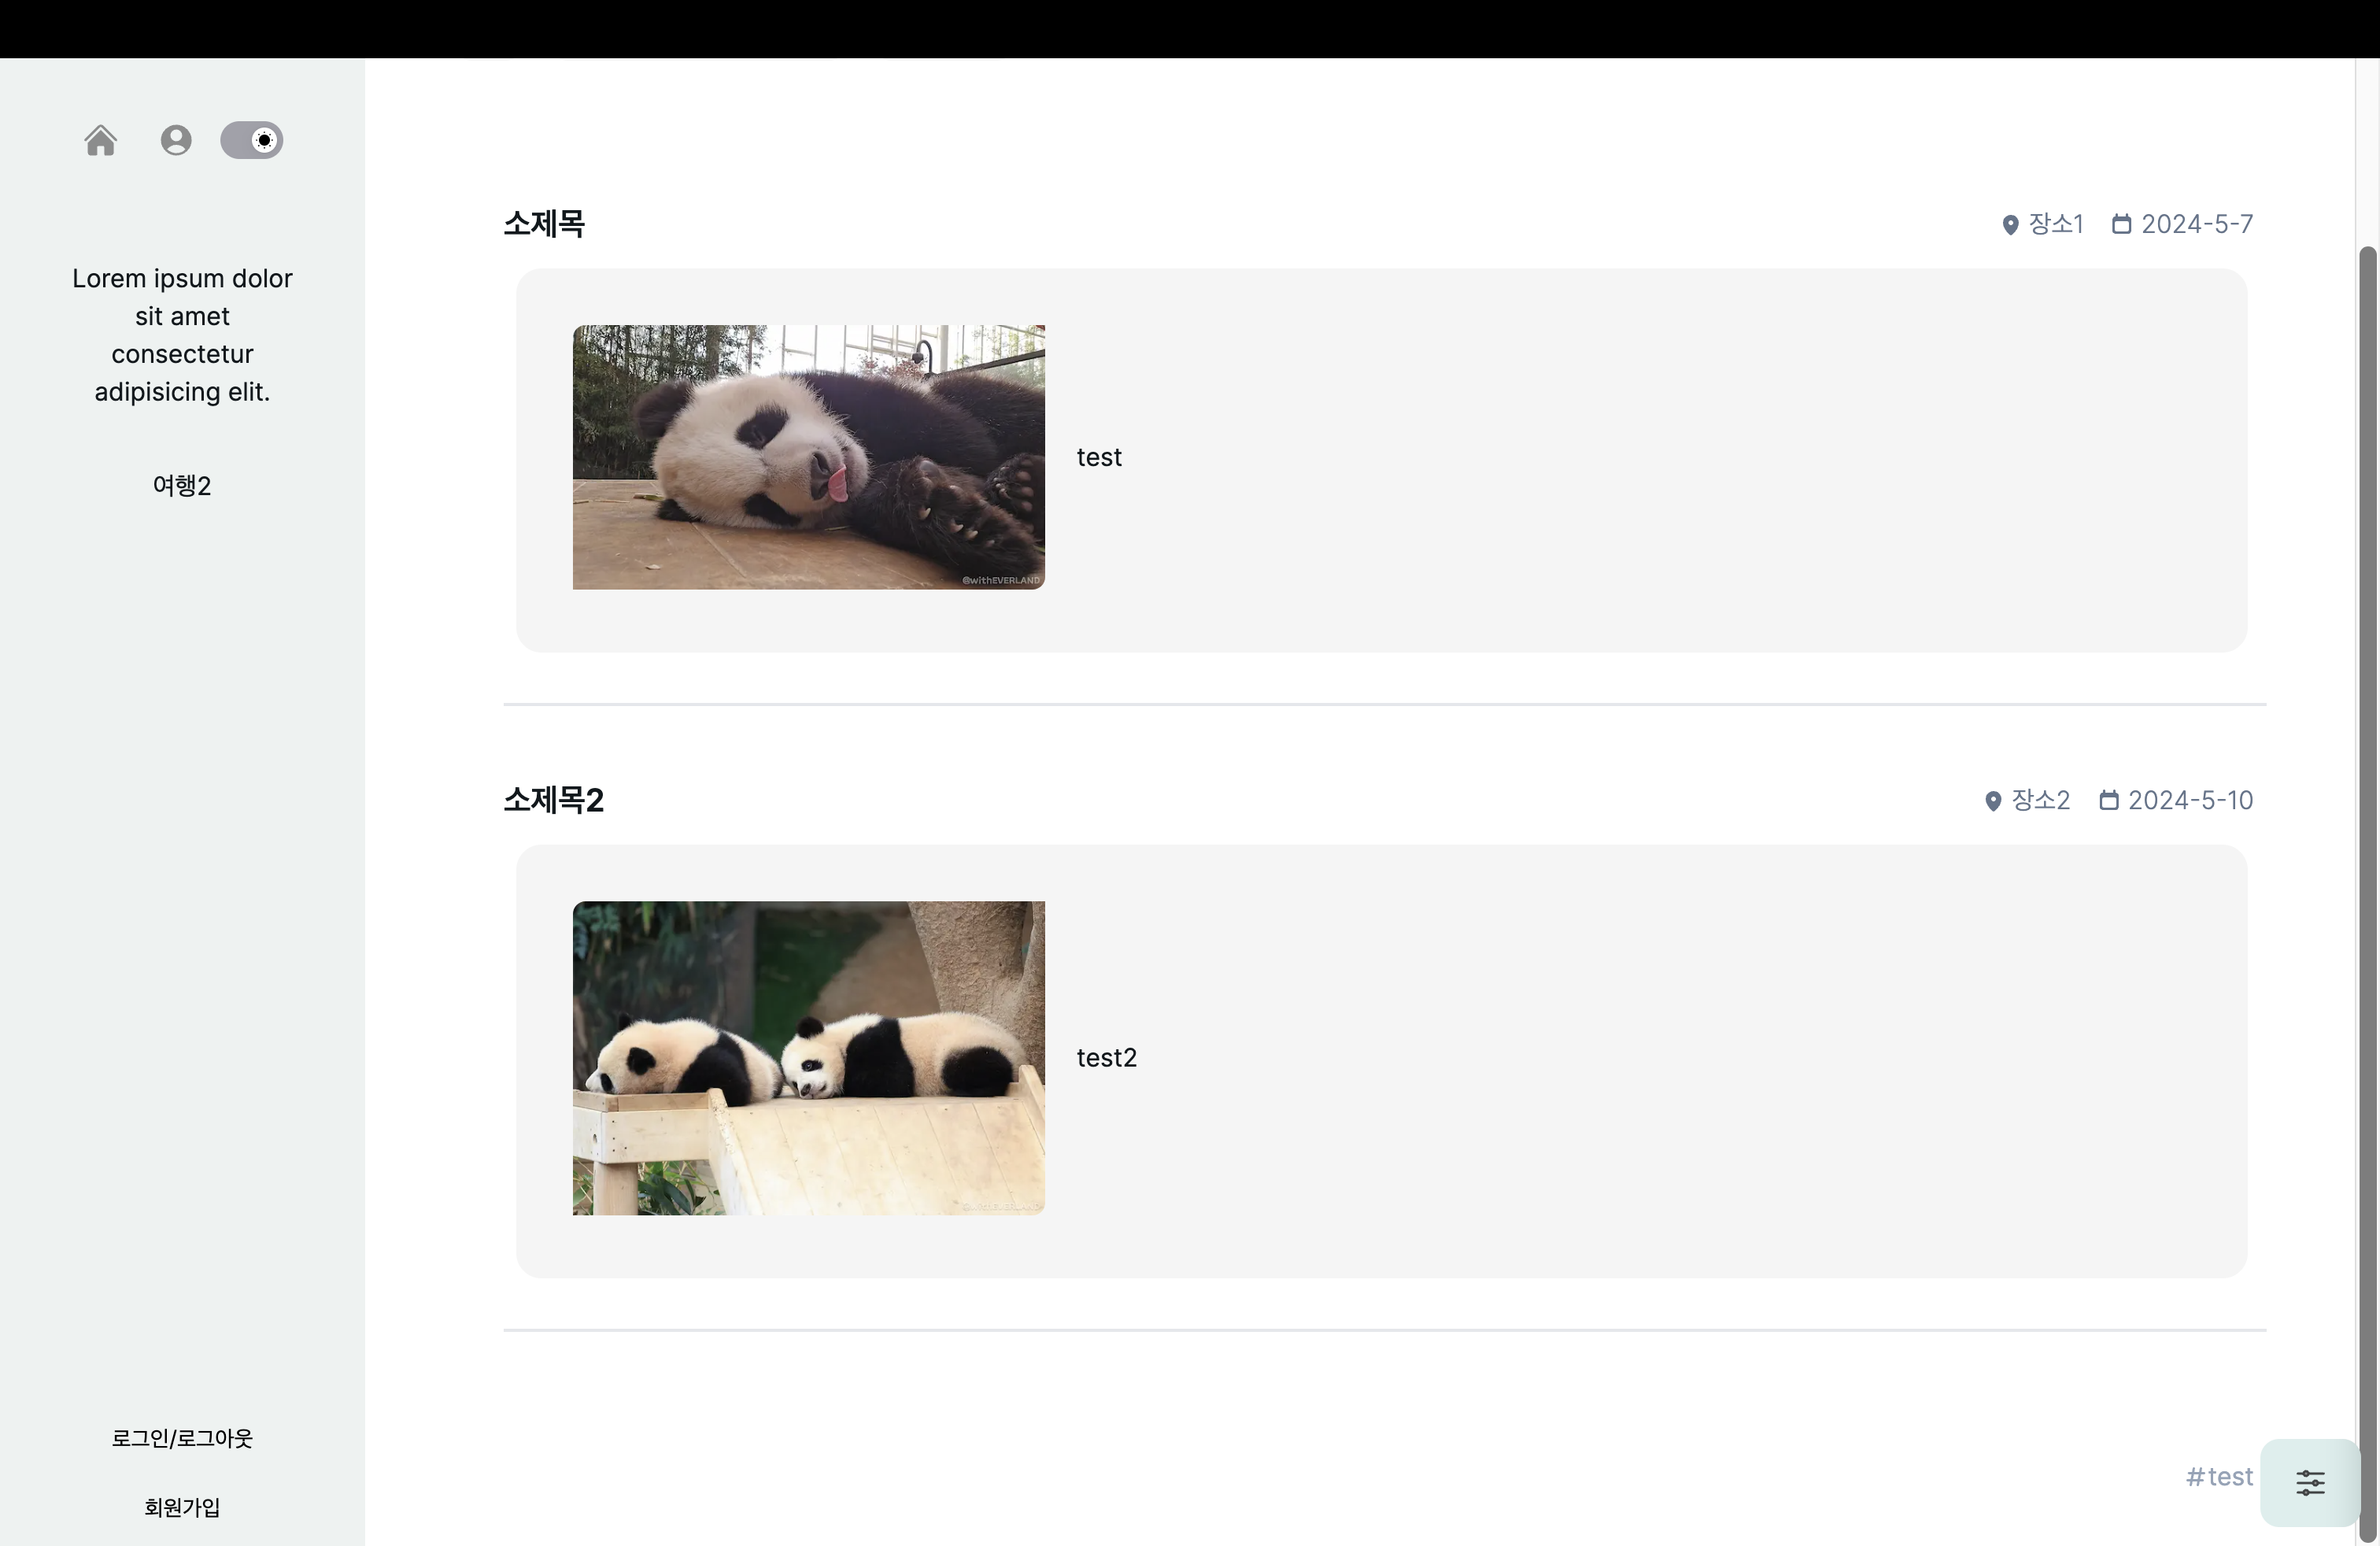 Lorem ipsum dolor
sit amet
consectetur
adipisicing elit.
여행2
로그인/로그아웃
회원가입
소제목
장소1 2024-5-7
@withEVERLAND
test
소제목2
장소2 2024-5-10
@withEVERLAND
test2
#test